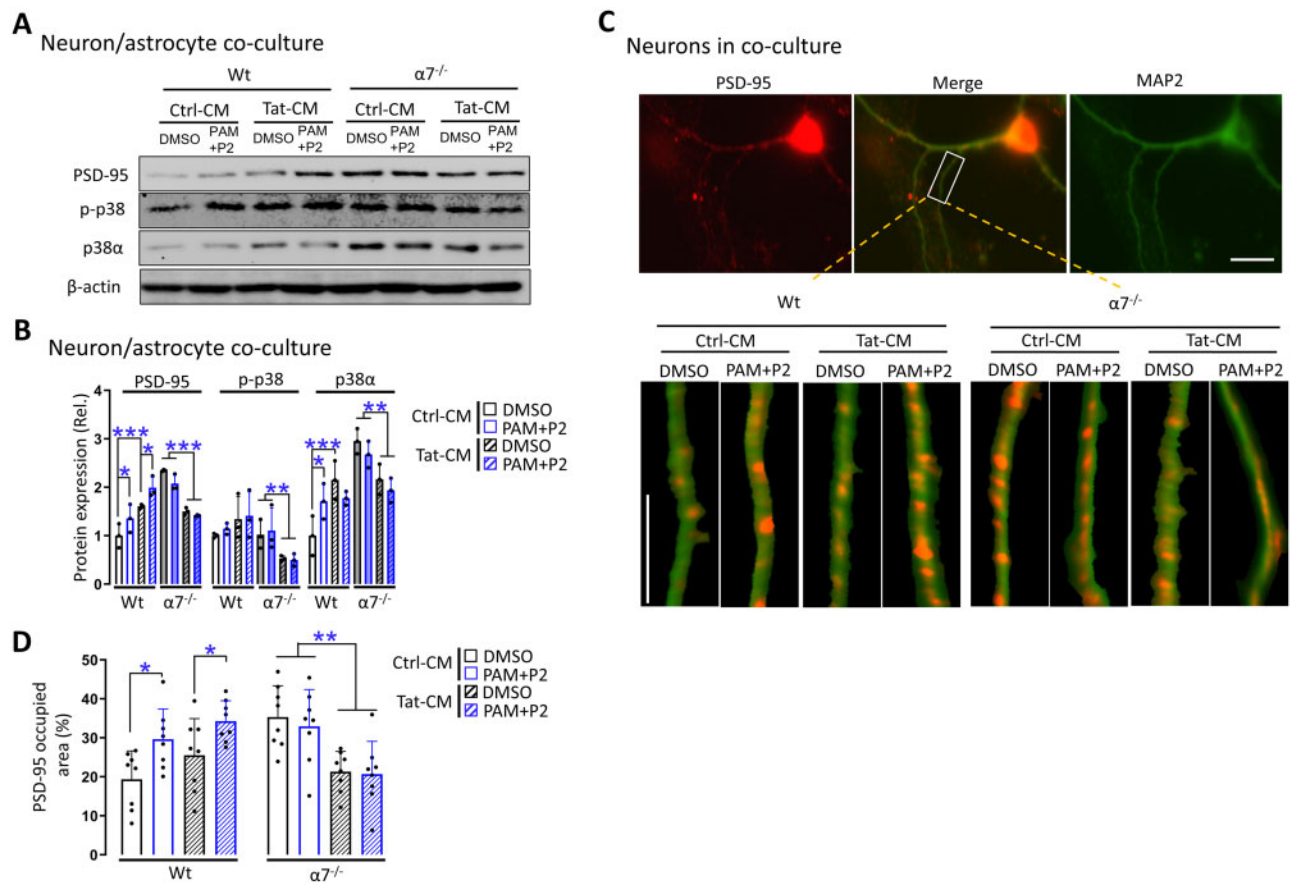 A
Neuron/astrocyte co-culture
Wt
α7-/-
Ctrl-CM
Tat-CM
Ctrl-CM
Tat-CM
DMSO
PAM +P2
DMSO
PAM +P2
DMSO
PAM +P2
DMSO
PAM +P2
PSD-95
p-p38
p38α
β-actin
B
Neuron/astrocyte co-culture
PSD-95
p-p38
p38α
Protein expression (Rel.)
4
3
2
1
0
***
*
*
***
**
***
*
**
Wt
α7-/-
Wt
α7-/-
Wt
α7-/-
Ctrl-CM
DMSO
PAM+P2
Tat-CM
DMSO
PAM+P2
C
Neurons in co-culture
PSD-95
Merge
MAP2
Wt
α7-/-
Ctrl-CM
Tat-CM
Ctrl-CM
Tat-CM
DMSO
PAM+P2
DMSO
PAM+P2
DMSO
PAM+P2
DMSO
PAM+P2
D
PSD-95 occupied
area (%)
50
40
30
20
10
0
*
*
**
Wt
α7-/-
Ctrl-CM
DMSO
PAM+P2
Tat-CM
DMSO
PAM+P2